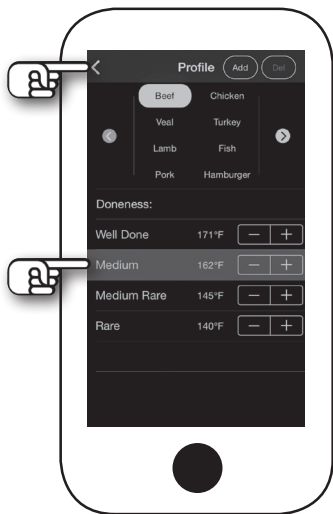 Profile Add Del
Beef Chicken
Veal Turkey
Lamb Fish
Pork Hamburger
Doneness:
Well Done 171°F − +
Medium 162°F − +
Medium Rare 145°F − +
Rare 140°F − +